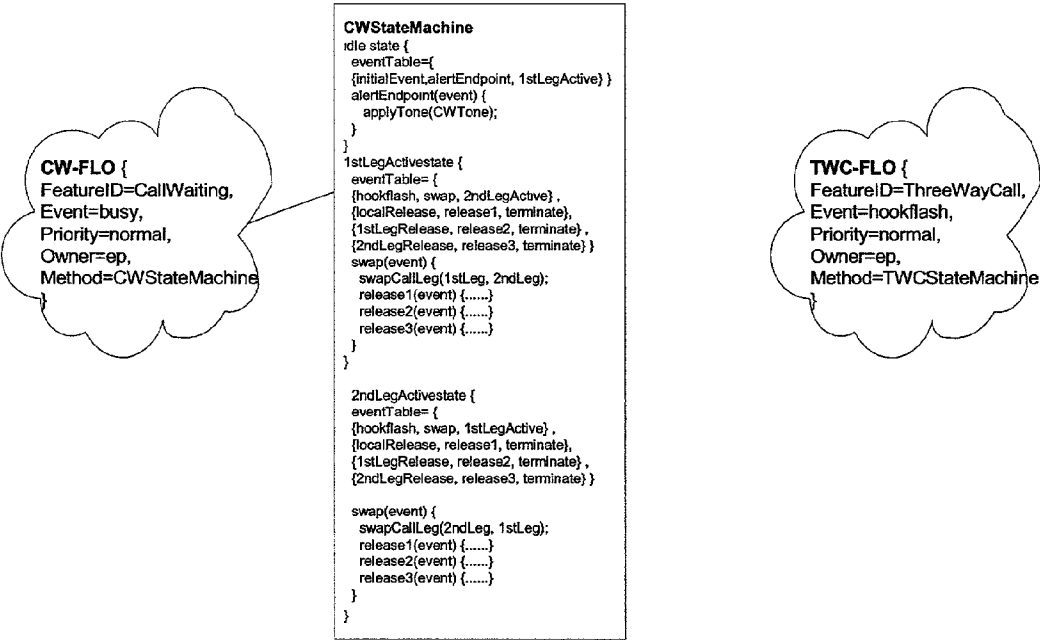 CW-FLO {
FeatureID=CallWaiting,
Event=busy,
Priority=normal,
Owner=ep,
Method=CWStateMachine
}
CWStateMachine
idle state {
eventTable={
{initialEvent,alertEndpoint, 1stLegActive} }
alertEndpoint(event) {
applyTone(CWTone);
}
}
1stLegActivestate {
eventTable= {
{hookflash, swap, 2ndLegActive} ,
{localRelease, release1, terminate},
{1stLegRelease, release2, terminate} ,
{2ndLegRelease, release3, terminate} }
swap(event) {
swapCallLeg(1stLeg, 2ndLeg);
release1(event) {......}
release2(event) {......}
release3(event) {......}
}
}
2ndLegActivestate {
eventTable= {
{hookflash, swap, 1stLegActive} ,
{localRelease, release1, terminate},
{1stLegRelease, release2, terminate} ,
{2ndLegRelease, release3, terminate} }
swap(event) {
swapCallLeg(2ndLeg, 1stLeg);
release1(event) {......}
release2(event) {......}
release3(event) {......}
}
}
TWC-FLO {
FeatureID=ThreeWayCall,
Event=hookflash,
Priority=normal,
Owner=ep,
Method=TWCStateMachine
}